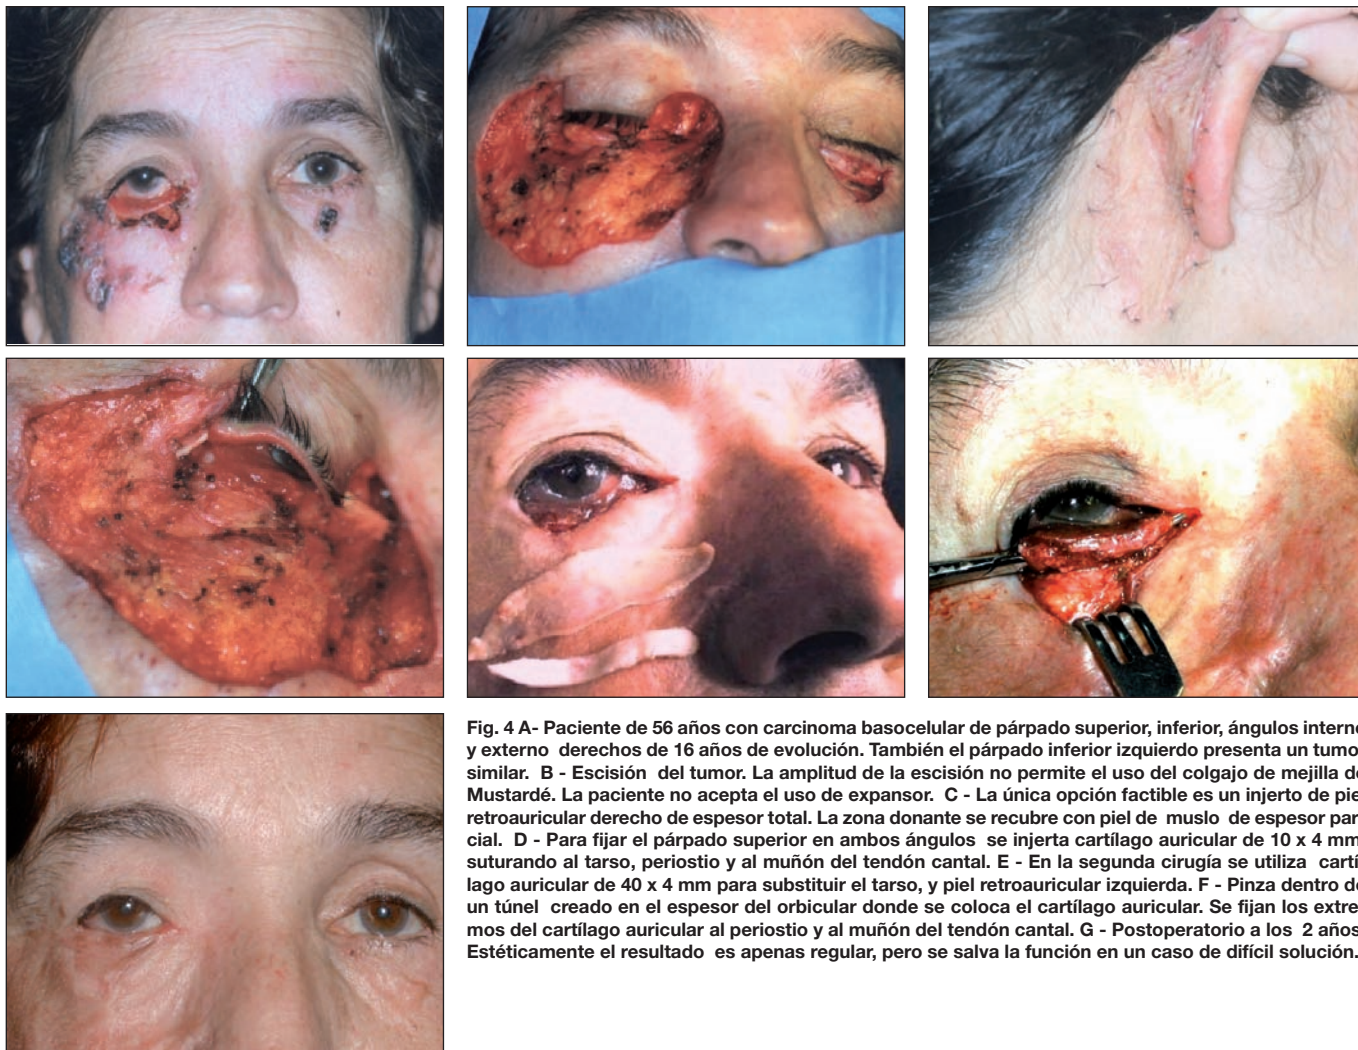 Fig. 4 A- Paciente de 56 años con carcinoma basocelular de párpado superior, inferior, ángulos interno
y externo derechos de 16 años de evolución. También el párpado inferior izquierdo presenta un tumo
similar. B - Escisión del tumor. La amplitud de la escisión no permite el uso del colgajo de mejilla de
Mustardé. La paciente no acepta el uso de expansor. C - La única opción factible es un injerto de pie
retroauricular derecho de espesor total. La zona donante se recubre con piel de muslo de espesor par
cial. D - Para fijar el párpado superior en ambos ángulos se injerta cartílago auricular de 10 x 4 mm
suturando al tarso, periostio y al muñón del tendón cantal. E - En la segunda cirugía se utiliza cartí
lago auricular de 40 x 4 mm para substituir el tarso, y piel retroauricular izquierda. F - Pinza dentro de
un túnel creado en el espesor del orbicular donde se coloca el cartílago auricular. Se fijan los extre
mos del cartílago auricular al periostio y al muñón del tendón cantal. G - Postoperatorio a los 2 años
Estéticamente el resultado es apenas regular, pero se salva la función en un caso de difícil solución.